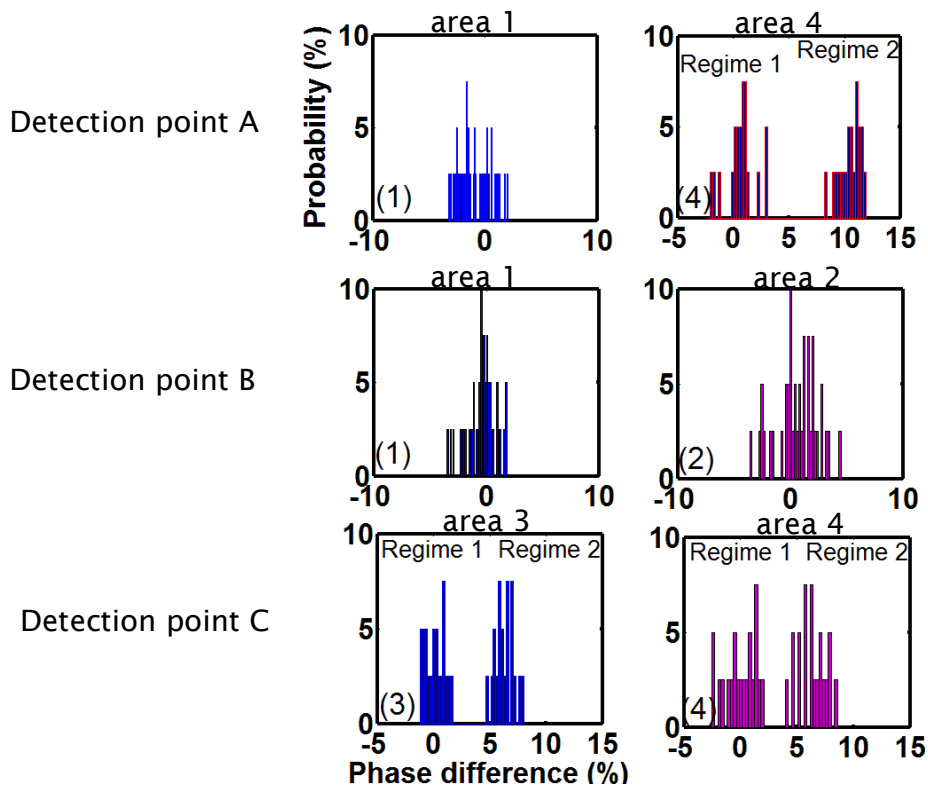 area 1
area 4
Detection point A
Probability (%)
10
5
0
(1)
-10
0
10
10
5
0
Regime 1
Regime 2
(4)
-5
0
5
10
15
area 1
area 2
Detection point B
10
5
0
(1)
-10
0
10
10
5
0
(2)
-10
0
10
area 3
area 4
Detection point C
10
5
0
Regime 1
Regime 2
(3)
-5
0
5
10
15
10
5
0
Regime 1
Regime 2
(4)
-5
0
5
10
15
Phase difference (%)